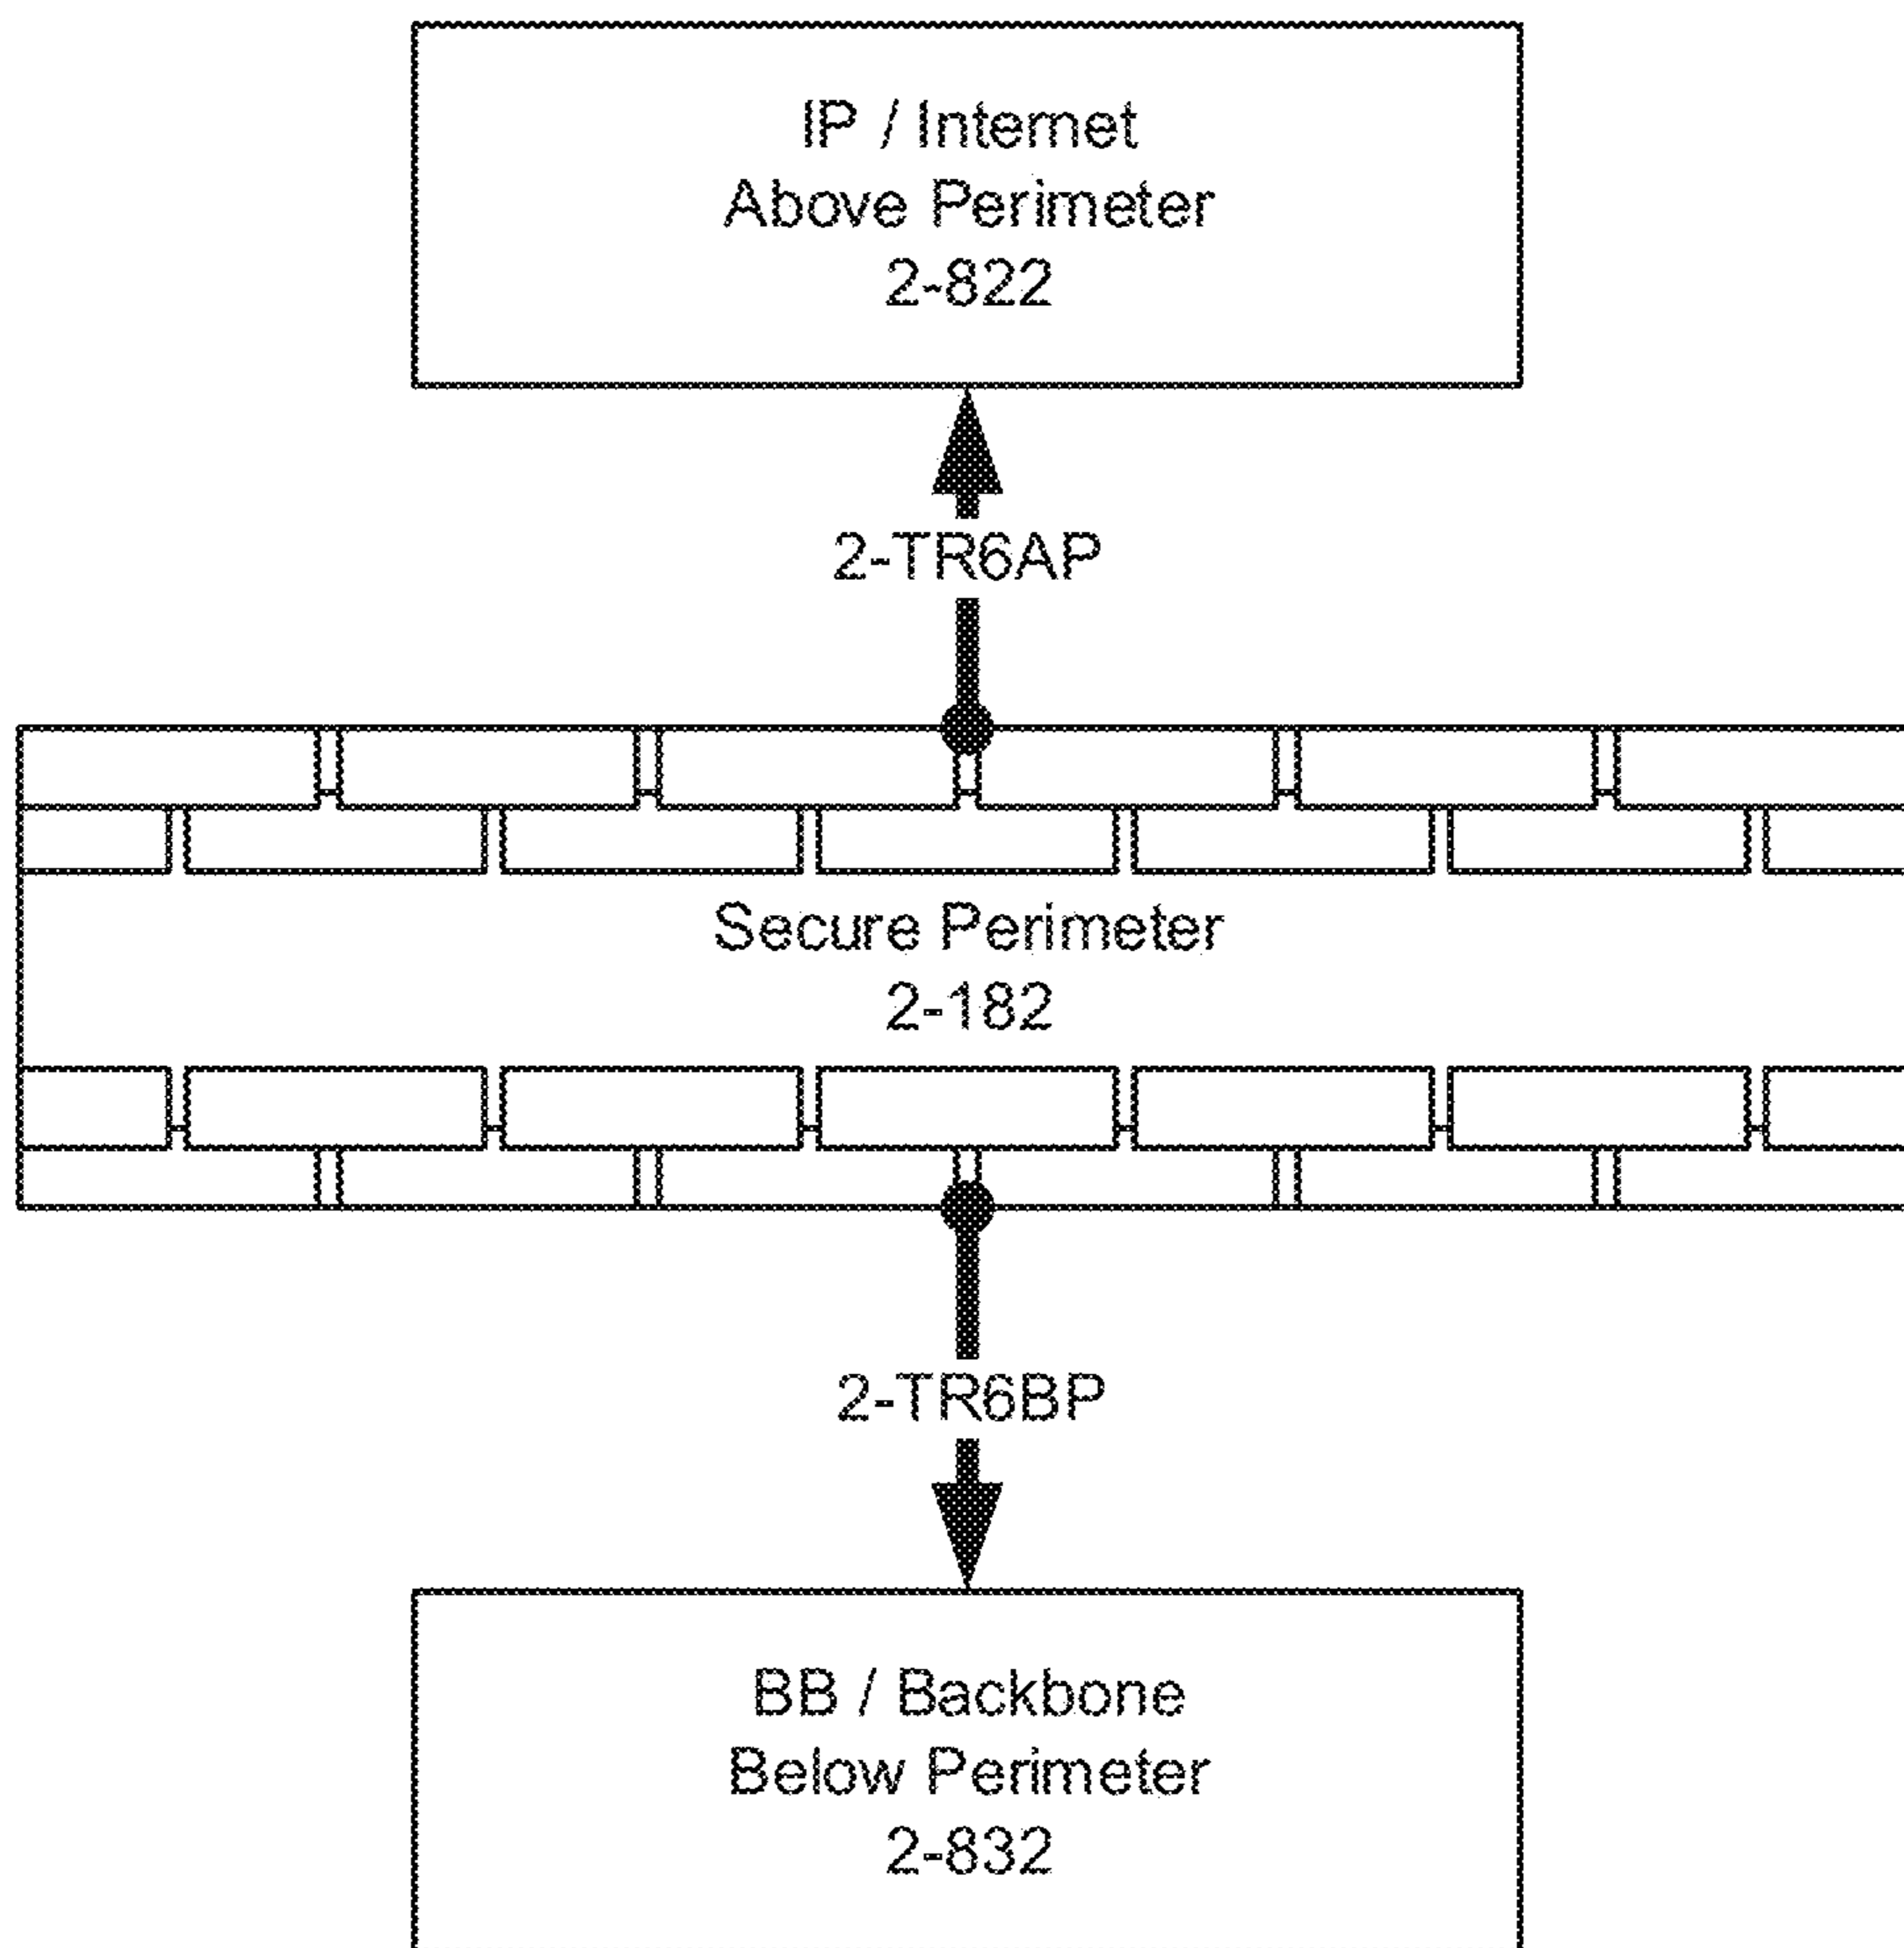 IP / Internet
Above Perimeter
2-822
2-TR6AP
Secure Perimeter
2-182
2-TR6BP
BB / Backbone
Below Perimeter
2-832